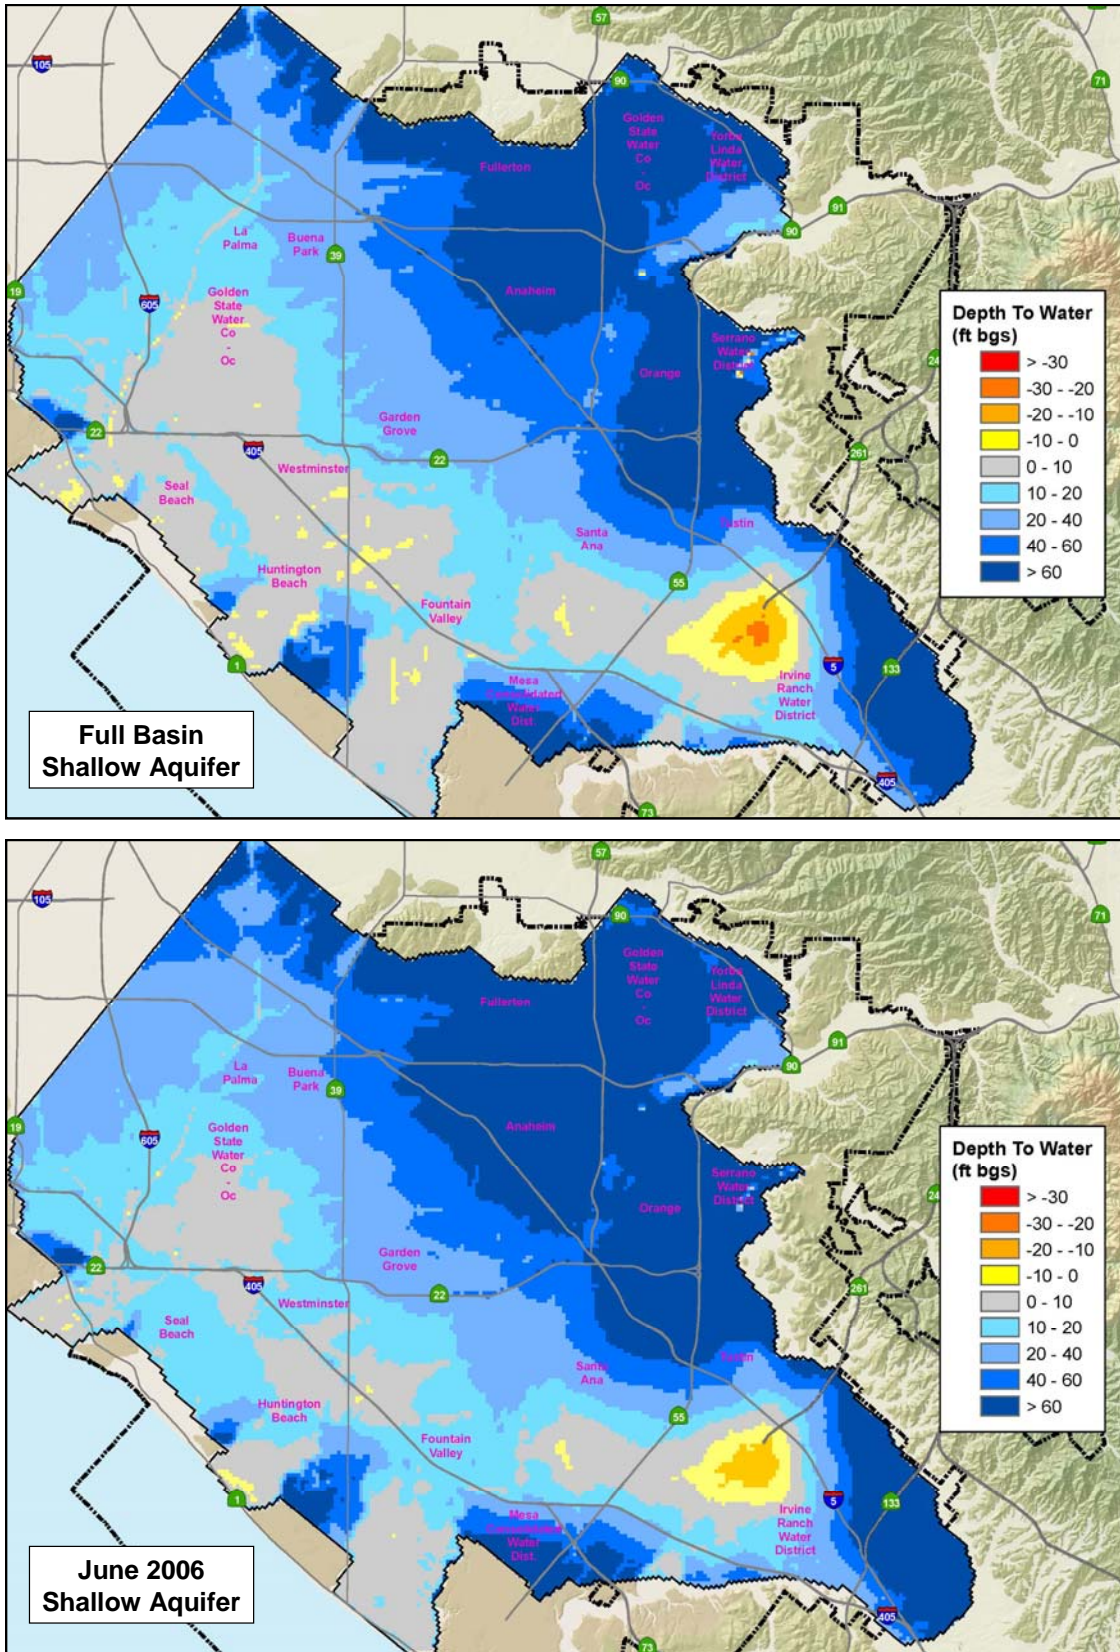 57
105
90
71
Golden
State
Water
Co
-
Oc
Yorba
Linda
Water
District
Fullerton
91
La
Palma
Buena
Park
90
39
19
605
Golden
State
Water
Co
-
Oc
Anaheim
Serrano
Water
District
Orange
Depth To Water
(ft bgs)
> -30
-30 - -20
-20 - -10
-10 - 0
0 - 10
10 - 20
20 - 40
40 - 60
> 60
24
Garden
Grove
22
405
22
261
Westminster
Seal
Beach
Santa
Ana
Tustin
Huntington
Beach
55
Fountain
Valley
1
5
133
Mesa
Consolidated
Water
Dist.
Irvine
Ranch
Water
District
405
73
Full Basin
Shallow Aquifer
57
105
90
71
Golden
State
Water
Co
-
Oc
Yorba
Linda
Water
District
Fullerton
91
La
Palma
Buena
Park
90
39
19
605
Golden
State
Water
Co
-
Oc
Anaheim
Serrano
Water
District
Orange
Depth To Water
(ft bgs)
> -30
-30 - -20
-20 - -10
-10 - 0
0 - 10
10 - 20
20 - 40
40 - 60
> 60
24
Garden
Grove
22
405
22
261
Westminster
Seal
Beach
Santa
Ana
Tustin
Huntington
Beach
55
Fountain
Valley
1
5
133
Mesa
Consolidated
Water
Dist.
Irvine
Ranch
Water
District
405
73
June 2006
Shallow Aquifer